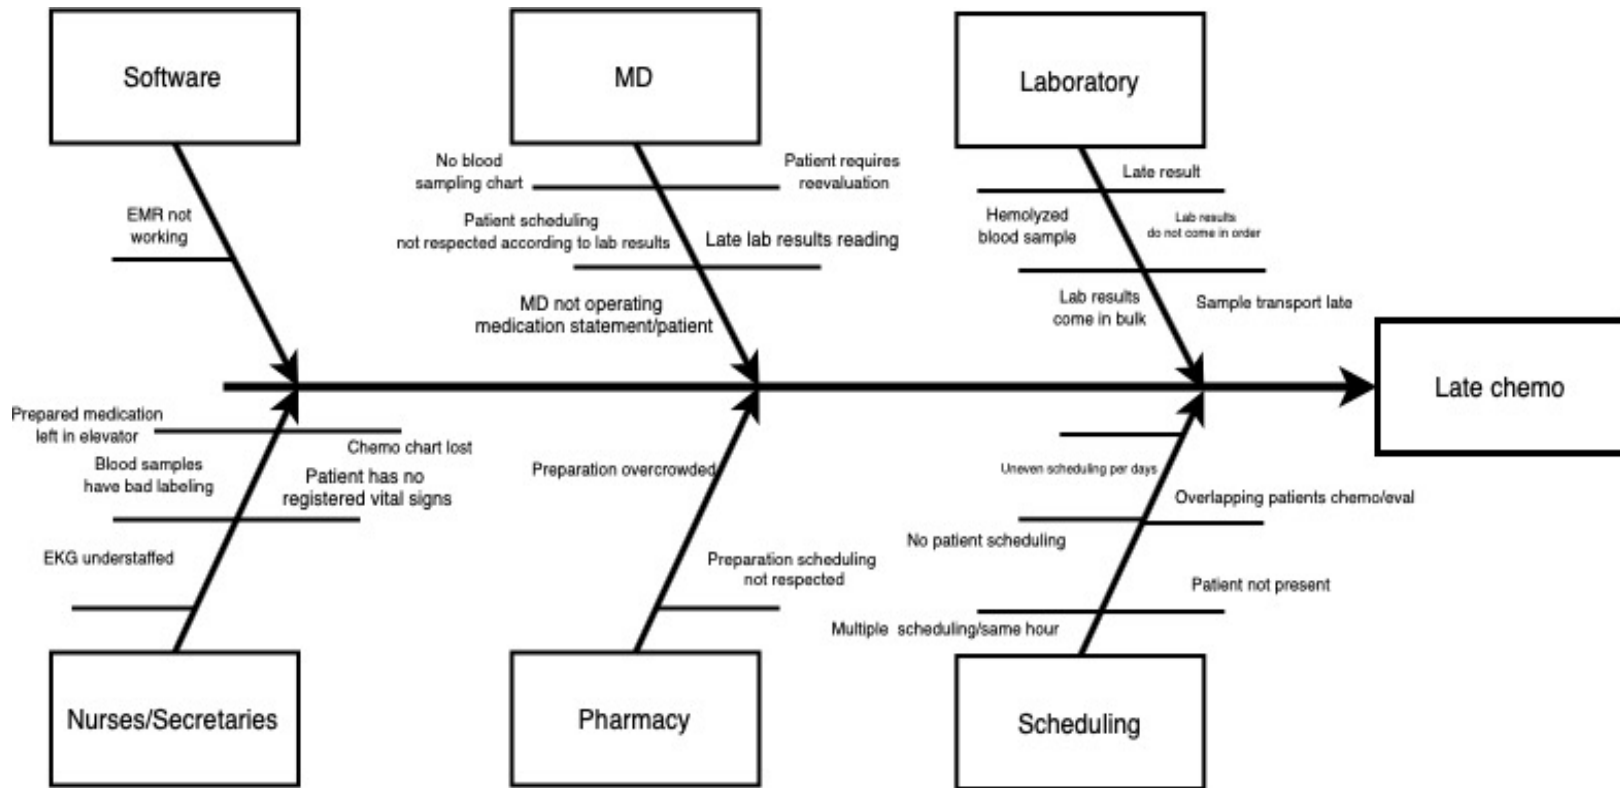 Software
MD
Laboratory
No blood
sampling chart
Patient requires
reevaluation
Late result
EMR not
working
Patient scheduling
not respected according to lab results
Late lab results reading
Hemolyzed
blood sample
Lab results
do not come in order
MD not operating
medication statement/patient
Lab results
come in bulk
Sample transport late
Late chemo
Prepared medication
left in elevator
Chemo chart lost
Blood samples
have bad labeling
Patient has no
registered vital signs
EKG understaffed
Preparation overcrowded
Preparation scheduling
not respected
Uneven scheduling per days
Overlapping patients chemo/eval
No patient scheduling
Patient not present
Multiple scheduling/same hour
Nurses/Secretaries
Pharmacy
Scheduling